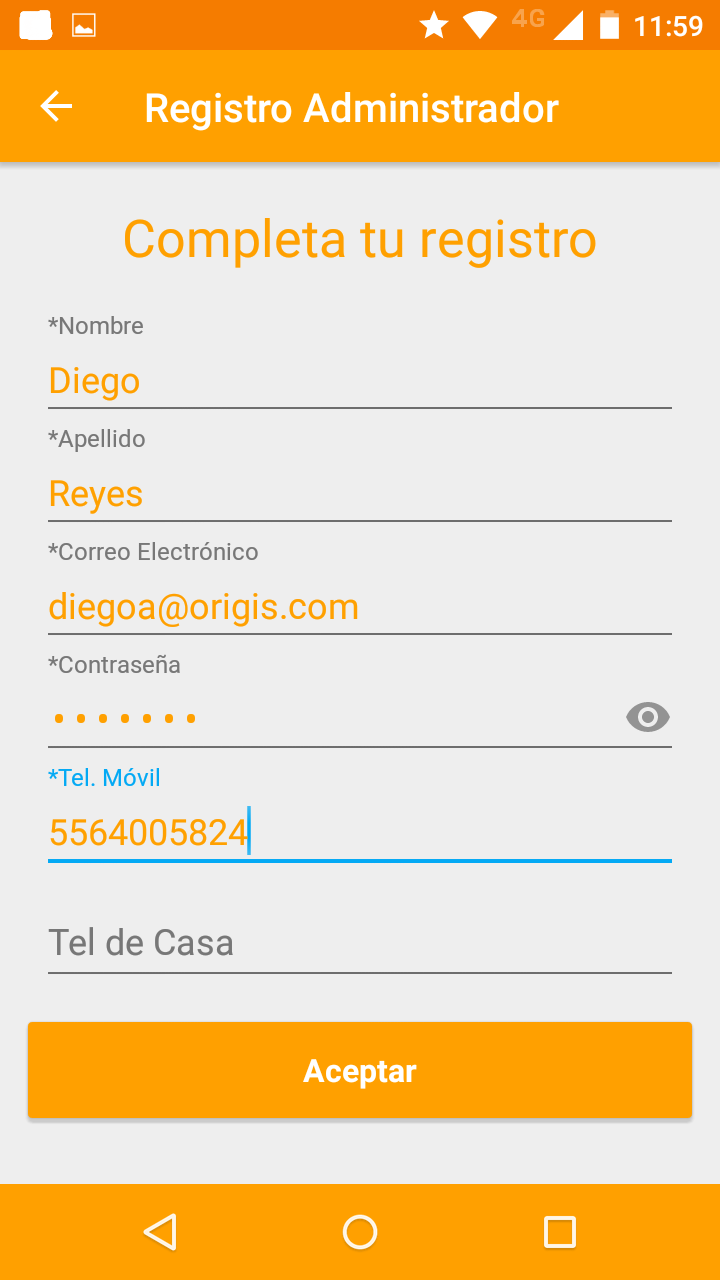 4G 11:59
Registro Administrador
Completa tu registro
*Nombre
Diego
*Apellido
Reyes
*Correo Electrónico
diegoa@origis.com
*Contraseña
•••••••
*Tel. Móvil
5564005824
Tel de Casa
Aceptar